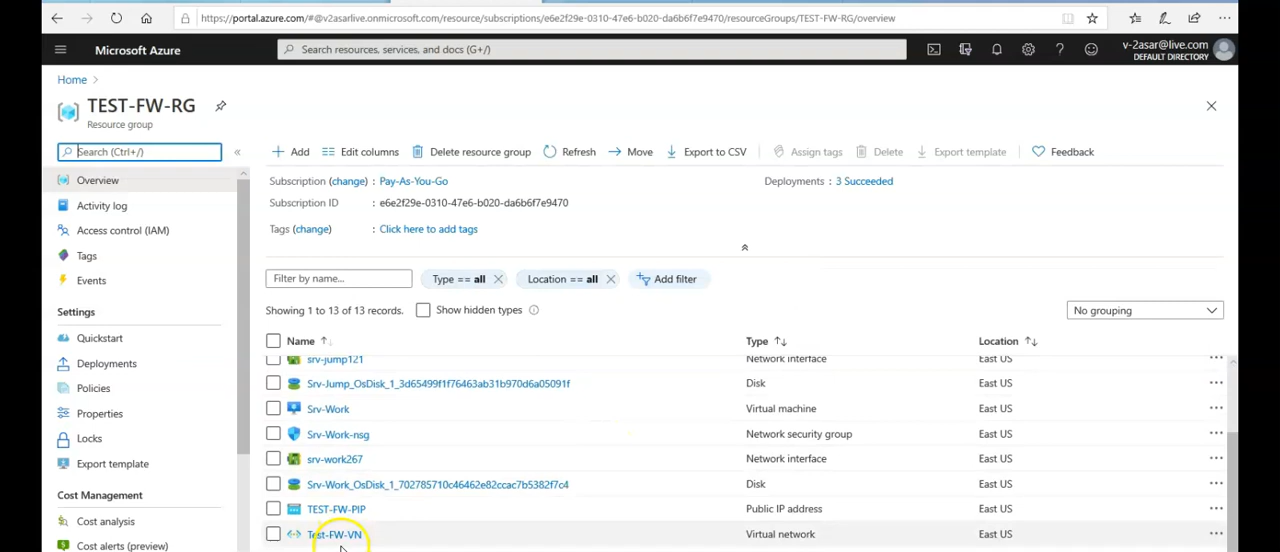 https://portal.azure.com/#@v2asarlive.onmicrosoft.com/resource/subscriptions/e6e2f29e-0310-47e6-b020-da6b6f7e9470/resourceGroups/TEST-FW-RG/overview
Microsoft Azure
Search resources, services, and docs (G+/)
v-2asar@live.com
DEFAULT DIRECTORY
Home
TEST-FW-RG
Resource group
Search (Ctrl+/)
Add Edit columns Delete resource group Refresh Move Export to CSV Assign tags Delete Export template Feedback
Overview
Activity log
Access control (IAM)
Tags
Events
Settings
Quickstart
Deployments
Policies
Properties
Locks
Export template
Cost Management
Cost analysis
Cost alerts (preview)
Subscription (change) : Pay-As-You-Go Deployments : 3 Succeeded
Subscription ID : e6e2f29e-0310-47e6-b020-da6b6f7e9470
Tags (change) : Click here to add tags
Filter by name... Type == all Location == all Add filter
Showing 1 to 13 of 13 records. Show hidden types No grouping
Name Type Location
srv-jump121 Network interface East US
Srv-Jump_OsDisk_1_3d65499f1f76463ab31b970d6a05091f Disk East US
Srv-Work Virtual machine East US
Srv-Work-nsg Network security group East US
srv-work267 Network interface East US
Srv-Work_OsDisk_1_702785710c46462e82ccac7b5382f7c4 Disk East US
TEST-FW-PIP Public IP address East US
Test-FW-VN Virtual network East US